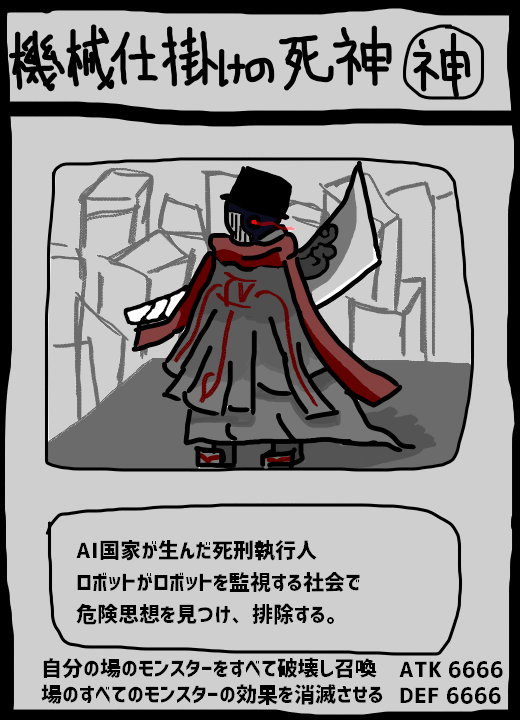 機械仕掛けの死神 神
AI国家が生んだ死刑執行人
ロボットがロボットを監視する社会で
危険思想を見つけ、排除する。
自分の場のモンスターをすべて破壊し召喚 ATK 6666
場のすべてのモンスターの効果を消滅させる DEF 6666